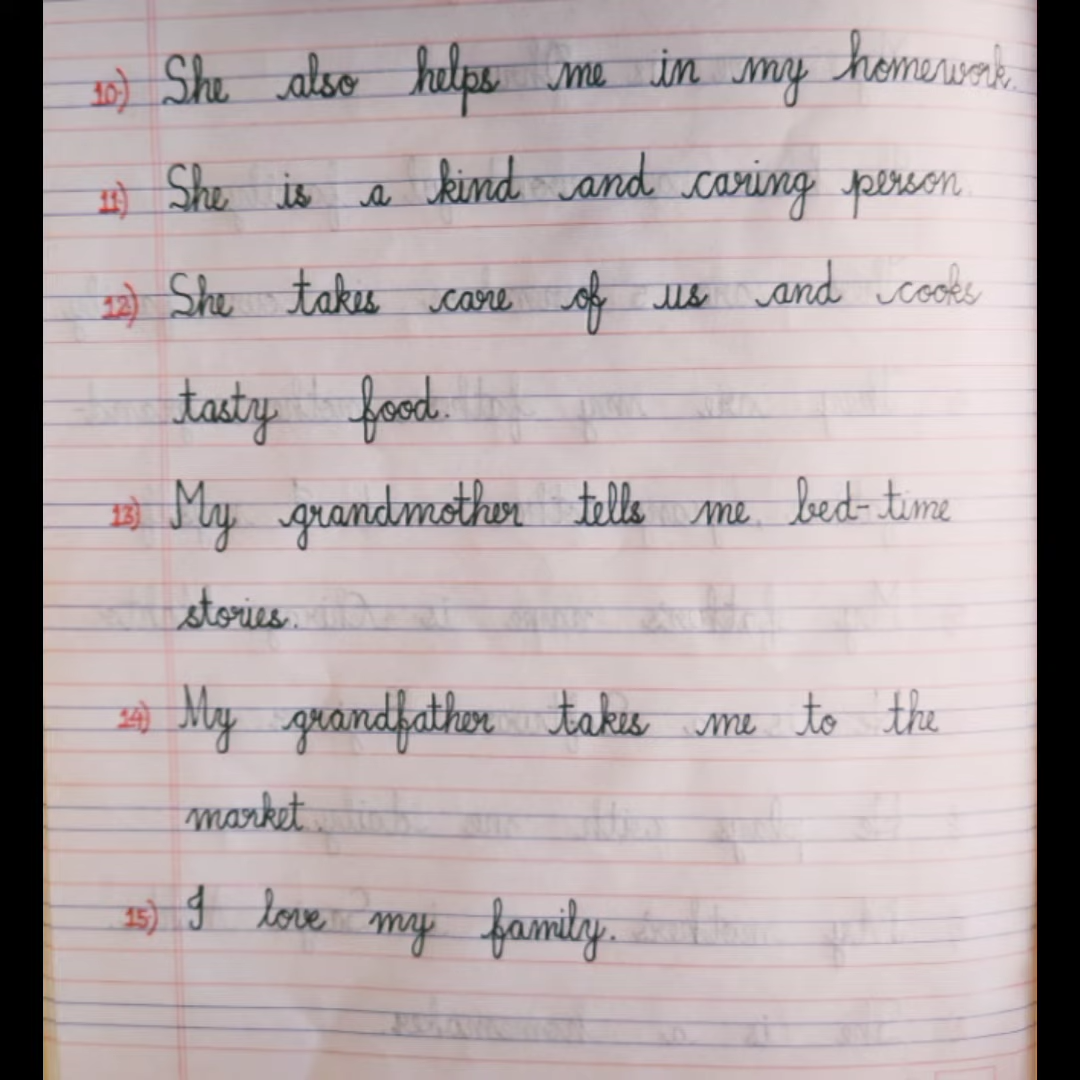 10) She also helps me in my homework.
11) She is a kind and caring person
12) She takes care of us and cooks
tasty food.
13) My grandmother tells me bed-time
stories.
14) My grandfather takes me to the
market
15) I love my family.